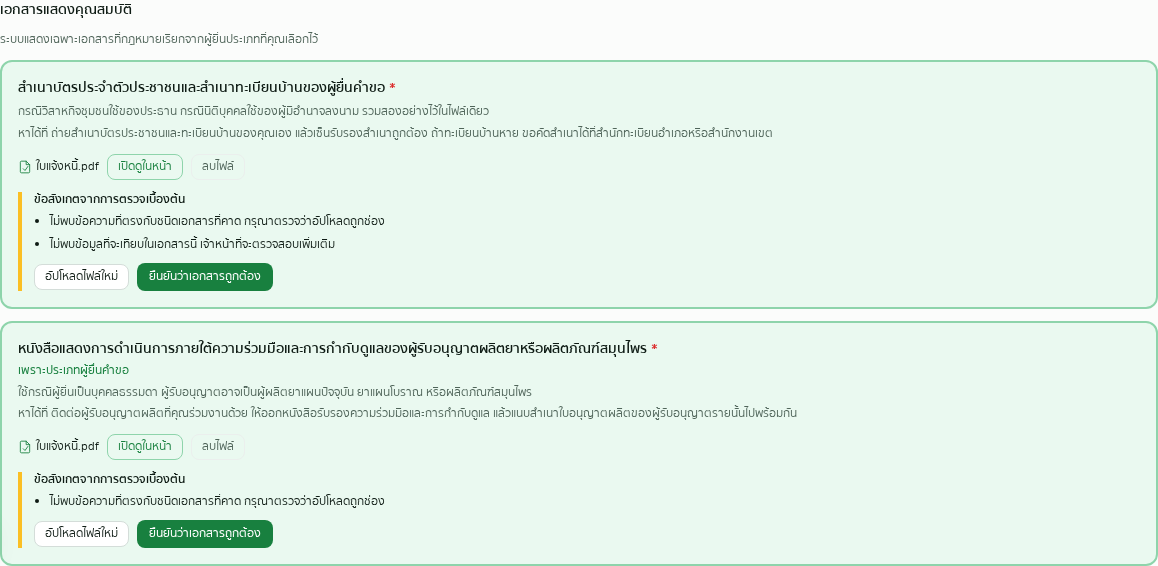 เอกสารแสดงคุณสมบัติ
ระบบแสดงเฉพาะเอกสารที่กฎหมายเรียกจากผู้ยื่นประเภทที่คุณเลือกไว้
สำเนาบัตรประจำตัวประชาชนและสำเนาทะเบียนบ้านของผู้ยื่นคำขอ *
กรณีวิสาหกิจชุมชนใช้ของประธาน กรณีนิติบุคคลใช้ของผู้มีอำนาจลงนาม รวมสองอย่างไว้ในไฟล์เดียว
หาได้ที่ ถ่ายสำเนาบัตรประชาชนและทะเบียนบ้านของคุณเอง แล้วเซ็นรับรองสำเนาถูกต้อง ถ้าทะเบียนบ้านหาย ขอคัดสำเนาได้ที่สำนักทะเบียนอำเภอหรือสำนักงานเขต
ใบแจ้งหนี้.pdf เปิดดูในหน้า ลบไฟล์
ข้อสังเกตจากการตรวจเบื้องต้น
• ไม่พบข้อความที่ตรงกับชนิดเอกสารที่คาด กรุณาตรวจว่าอัปโหลดถูกช่อง
• ไม่พบข้อมูลที่จะเทียบในเอกสารนี้ เจ้าหน้าที่จะตรวจสอบเพิ่มเติม
อัปโหลดไฟล์ใหม่ ยืนยันว่าเอกสารถูกต้อง
หนังสือแสดงการดำเนินการภายใต้ความร่วมมือและการกำกับดูแลของผู้รับอนุญาตผลิตยาหรือผลิตภัณฑ์สมุนไพร *
เพราะประเภทผู้ยื่นคำขอ
ใช้กรณีผู้ยื่นเป็นบุคคลธรรมดา ผู้รับอนุญาตอาจเป็นผู้ผลิตยาแผนปัจจุบัน ยาแผนโบราณ หรือผลิตภัณฑ์สมุนไพร
หาได้ที่ ติดต่อผู้รับอนุญาตผลิตที่คุณร่วมงานด้วย ให้ออกหนังสือรับรองความร่วมมือและการกำกับดูแล แล้วแนบสำเนาใบอนุญาตผลิตของผู้รับอนุญาตรายนั้นไปพร้อมกัน
ใบแจ้งหนี้.pdf เปิดดูในหน้า ลบไฟล์
ข้อสังเกตจากการตรวจเบื้องต้น
• ไม่พบข้อความที่ตรงกับชนิดเอกสารที่คาด กรุณาตรวจว่าอัปโหลดถูกช่อง
อัปโหลดไฟล์ใหม่ ยืนยันว่าเอกสารถูกต้อง